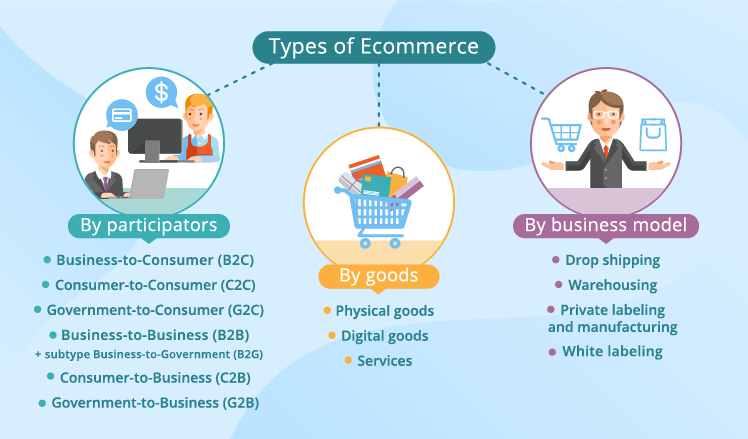 Types of Ecommerce
$
By participators
Business-to-Consumer (B2C)
Consumer-to-Consumer (C2C)
Government-to-Consumer (G2C)
Business-to-Business (B2B)
+ subtype Business-to-Government (B2G)
Consumer-to-Business (C2B)
Government-to-Business (G2B)
By goods
Physical goods
Digital goods
Services
By business model
Drop shipping
Warehousing
Private labeling
and manufacturing
White labeling